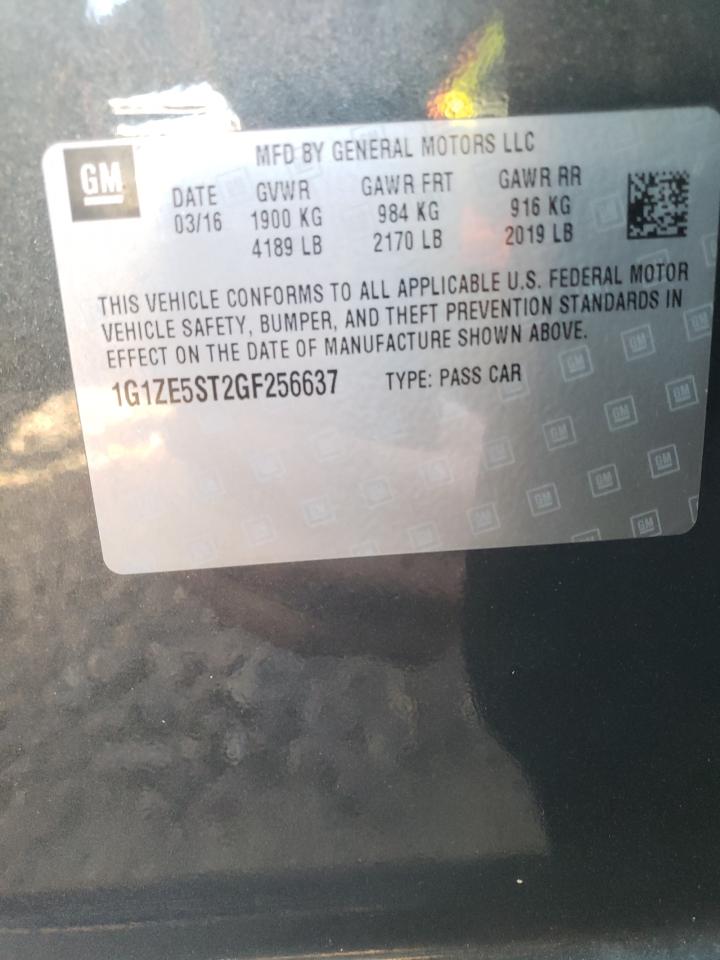 GM
MFD BY GENERAL MOTORS LLC
DATE GVWR GAWR FRT GAWR RR
03/16 1900 KG 984 KG 916 KG
4189 LB 2170 LB 2019 LB
THIS VEHICLE CONFORMS TO ALL APPLICABLE U.S. FEDERAL MOTOR
VEHICLE SAFETY, BUMPER, AND THEFT PREVENTION STANDARDS IN
EFFECT ON THE DATE OF MANUFACTURE SHOWN ABOVE.
1G1ZE5ST2GF256637 TYPE: PASS CAR